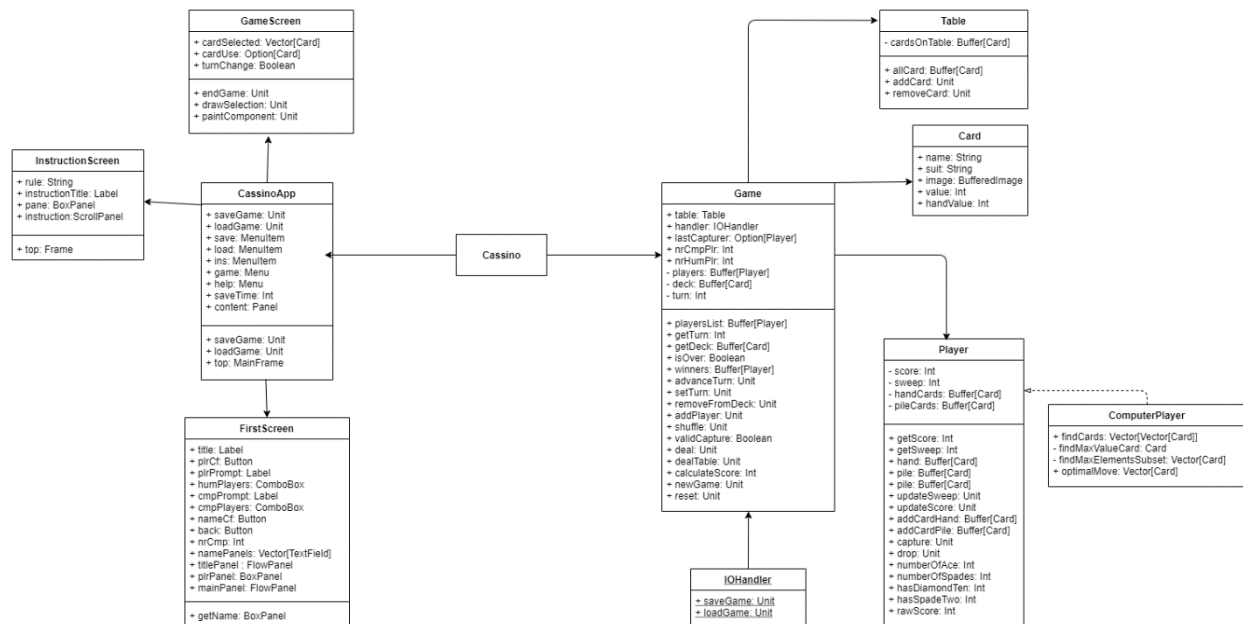 GameScreen
+ cardSelected: Vector[Card]
+ cardUse: Option[Card]
+ turnChange: Boolean
+ endGame: Unit
+ drawSelection: Unit
+ paintComponent: Unit
InstructionScreen
+ rule: String
+ instructionTitle: Label
+ pane: BoxPanel
+ instruction:ScrollPanel
+ top: Frame
CassinoApp
+ saveGame: Unit
+ loadGame: Unit
+ save: MenuItem
+ load: MenuItem
+ ins: MenuItem
+ game: Menu
+ help: Menu
+ saveTime: Int
+ content: Panel
+ saveGame: Unit
+ loadGame: Unit
+ top: MainFrame
FirstScreen
+ title: Label
+ plrCf: Button
+ plrPrompt: Label
+ humPlayers: ComboBox
+ cmpPrompt: Label
+ cmpPlayers: ComboBox
+ nameCf: Button
+ back: Button
+ nrCmp: Int
+ namePanels: Vector[TextField]
+ titlePanel : FlowPanel
+ plrPanel: BoxPanel
+ mainPanel: FlowPanel
+ getName: BoxPanel
Cassino
Game
+ table: Table
+ handler: IOHandler
+ lastCapturer: Option[Player]
+ nrCmpPlr: Int
+ nrHumPlr: Int
- players: Buffer[Player]
- deck: Buffer[Card]
- turn: Int
+ playersList: Buffer[Player]
+ getTurn: Int
+ getDeck: Buffer[Card]
+ isOver: Boolean
+ winners: Buffer[Player]
+ advanceTurn: Unit
+ setTurn: Unit
+ removeFromDeck: Unit
+ addPlayer: Unit
+ shuffle: Unit
+ validCapture: Boolean
+ deal: Unit
+ dealTable: Unit
+ calculateScore: Int
+ newGame: Unit
+ reset: Unit
IOHandler
+ saveGame: Unit
+ loadGame: Unit
Table
- cardsOnTable: Buffer[Card]
+ allCard: Buffer[Card]
+ addCard: Unit
+ removeCard: Unit
Card
+ name: String
+ suit: String
+ image: BufferedImage
+ value: Int
+ handValue: Int
Player
- score: Int
- sweep: Int
- handCards: Buffer[Card]
- pileCards: Buffer[Card]
+ getScore: Int
+ getSweep: Int
+ hand: Buffer[Card]
+ pile: Buffer[Card]
+ pile: Buffer[Card]
+ updateSweep: Unit
+ updateScore: Unit
+ addCardHand: Buffer[Card]
+ addCardPile: Buffer[Card]
+ capture: Unit
+ drop: Unit
+ numberOfAce: Int
+ numberOfSpades: Int
+ hasDiamondTen: Int
+ hasSpadeTwo: Int
+ rawScore: Int
ComputerPlayer
+ findCards: Vector[Vector[Card]]
- findMaxValueCard: Card
- findMaxElementsSubset: Vector[Card]
+ optimalMove: Vector[Card]